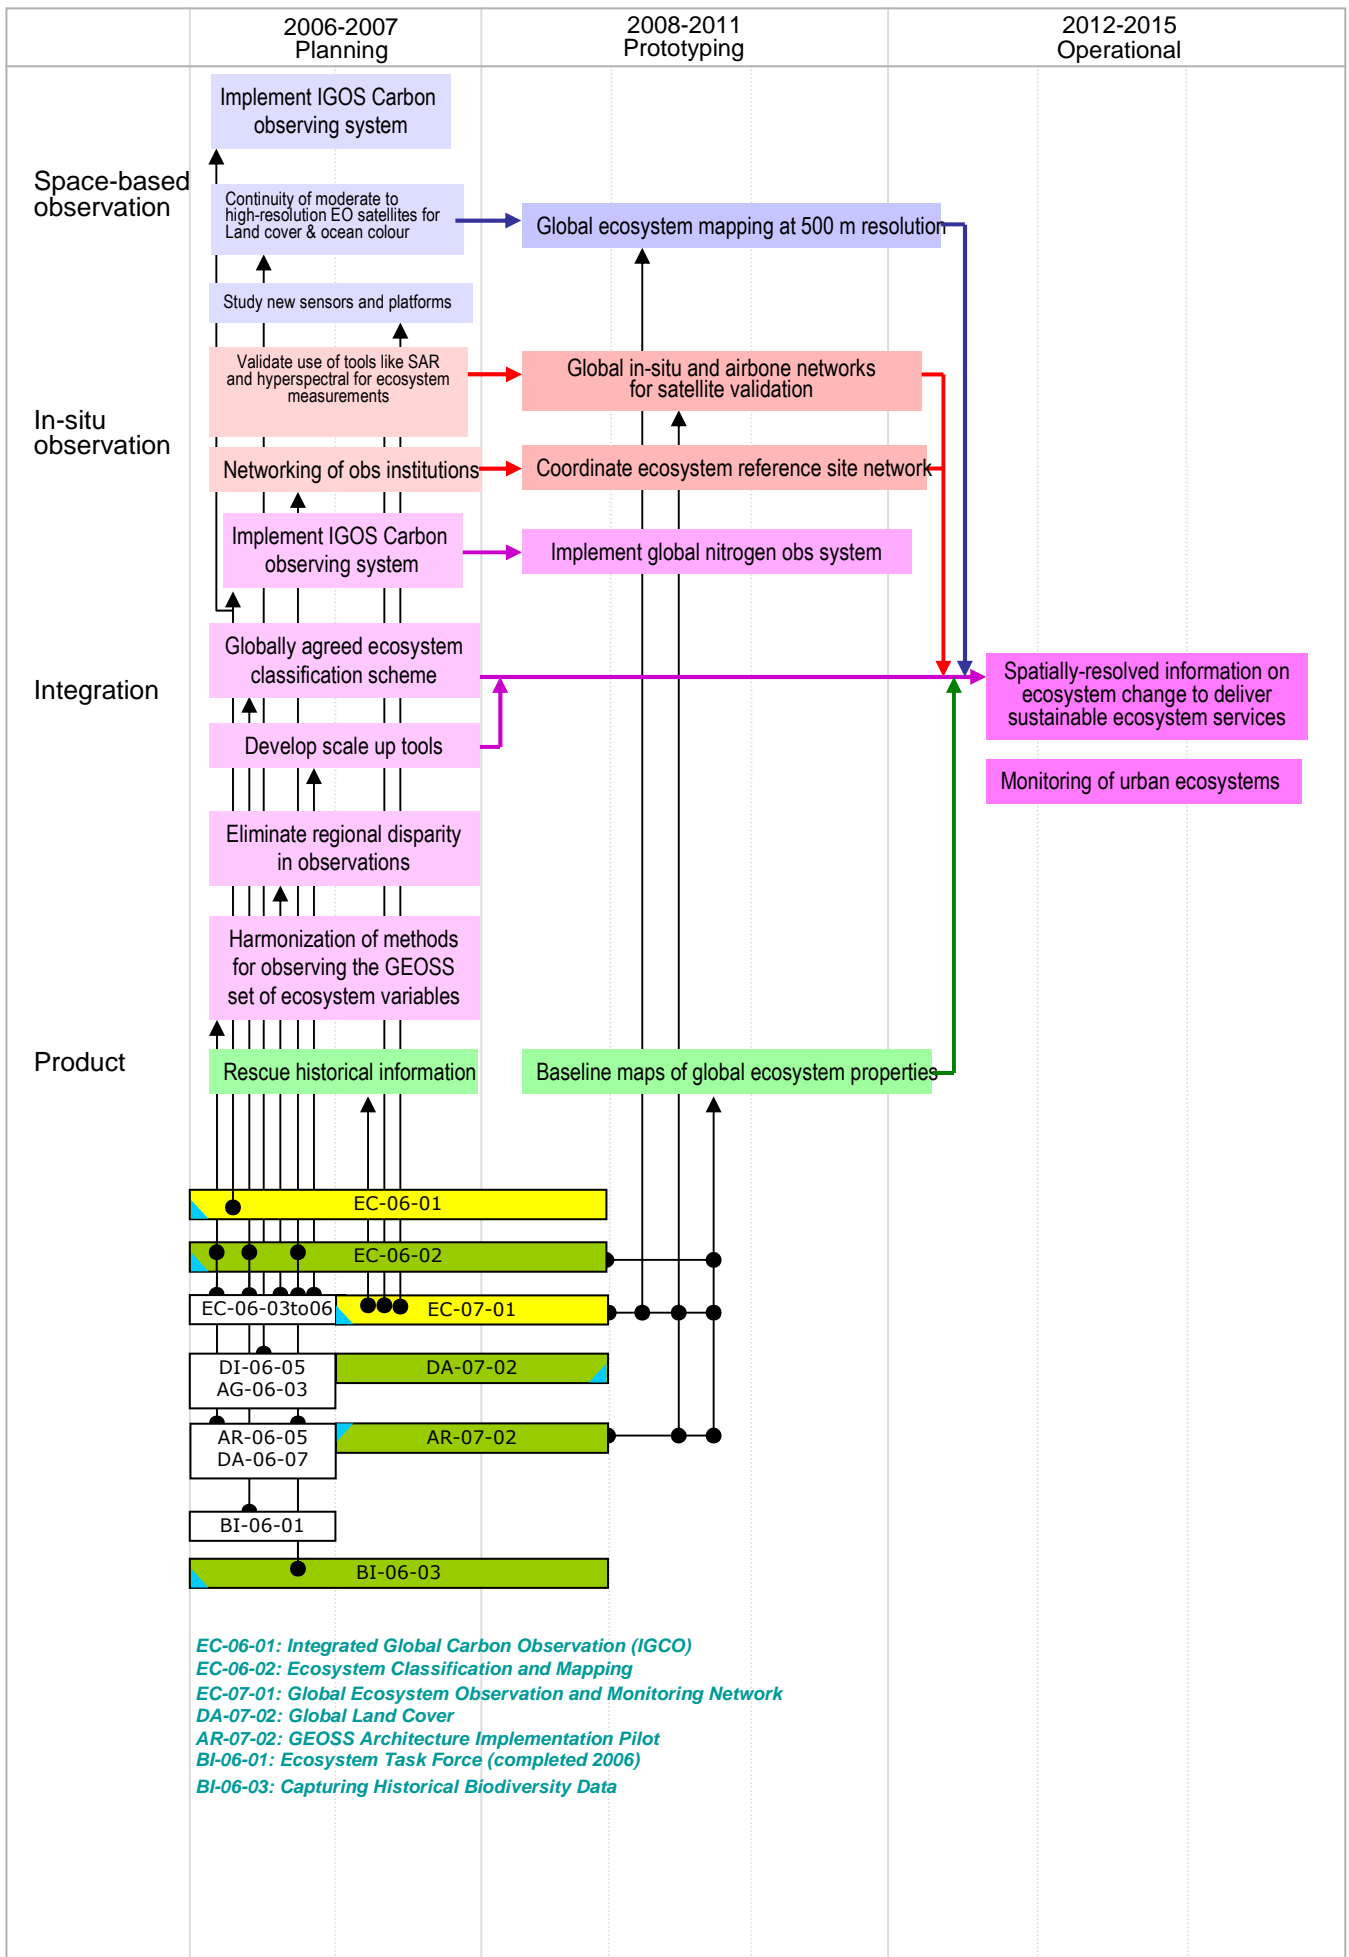 2006-2007
Planning
2008-2011
Prototyping
2012-2015
Operational
Space-based
observation
Implement IGOS Carbon
observing system
Continuity of moderate to
high-resolution EO satellites for
Land cover & ocean colour
Global ecosystem mapping at 500 m resolution
Study new sensors and platforms
In-situ
observation
Validate use of tools like SAR
and hyperspectral for ecosystem
measurements
Global in-situ and airbone networks
for satellite validation
Networking of obs institutions
Coordinate ecosystem reference site network
Integration
Implement IGOS Carbon
observing system
Implement global nitrogen obs system
Globally agreed ecosystem
classification scheme
Spatially-resolved information on
ecosystem change to deliver
sustainable ecosystem services
Develop scale up tools
Monitoring of urban ecosystems
Eliminate regional disparity
in observations
Harmonization of methods
for observing the GEOSS
set of ecosystem variables
Product
Rescue historical information
Baseline maps of global ecosystem properties
EC-06-01
EC-06-02
EC-06-03to06
EC-07-01
DI-06-05
AG-06-03
DA-07-02
AR-06-05
DA-06-07
AR-07-02
BI-06-01
BI-06-03
EC-06-01: Integrated Global Carbon Observation (IGCO)
EC-06-02: Ecosystem Classification and Mapping
EC-07-01: Global Ecosystem Observation and Monitoring Network
DA-07-02: Global Land Cover
AR-07-02: GEOSS Architecture Implementation Pilot
BI-06-01: Ecosystem Task Force (completed 2006)
BI-06-03: Capturing Historical Biodiversity Data